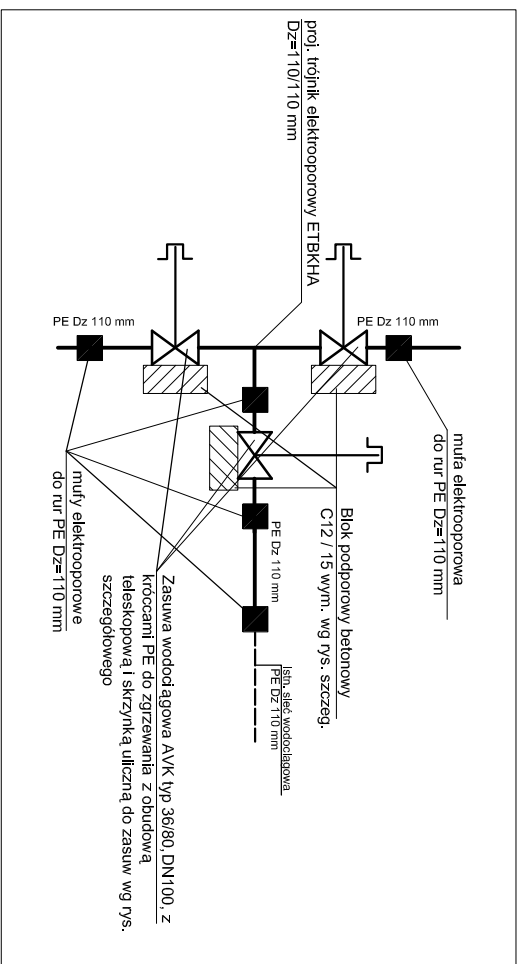 proj. trójnik elektrooporowy ETBKHA
Dz=110/110 mm
PE Dz 110 mm
PE Dz 110 mm
mufa elektrooporowa
do rur PE Dz=110 mm
Blok podporowy betonowy
C12 / 15 wym. wg rys. szczeg.
PE Dz 110 mm
Istn. sieć wodociągowa
PE Dz 110 mm
Zasuwa wodociągowa AVK typ 36/80, DN100, z
króćcami PE do zgrzewania z obudową
teleskopową i skrzynką uliczną do zasuw wg rys.
szczegółowego
mufy elektrooporowe
do rur PE Dz=110 mm